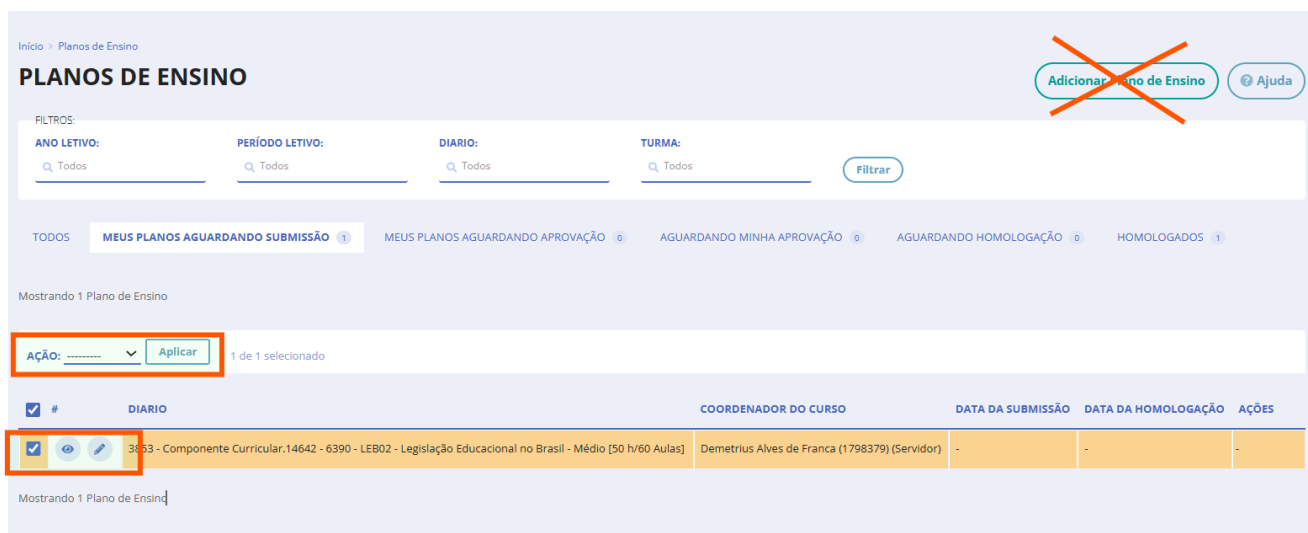 Início > Planos de Ensino
PLANOS DE ENSINO
Adicionar Plano de Ensino
Ajuda
FILTROS:
ANO LETIVO: PERÍODO LETIVO: DIARIO: TURMA:
Todos Todos Todos Todos Filtrar
TODOS MEUS PLANOS AGUARDANDO SUBMISSÃO 1 MEUS PLANOS AGUARDANDO APROVAÇÃO 0 AGUARDANDO MINHA APROVAÇÃO 0 AGUARDANDO HOMOLOGAÇÃO 0 HOMOLOGADOS 1
Mostrando 1 Plano de Ensino
AÇÃO: --------- Aplicar 1 de 1 selecionado
# DIARIO COORDENADOR DO CURSO DATA DA SUBMISSÃO DATA DA HOMOLOGAÇÃO AÇÕES
3853 - Componente Curricular.14642 - 6390 - LEB02 - Legislação Educacional no Brasil - Médio [50 h/60 Aulas] Demetrius Alves de Franca (1798379) (Servidor) - - -
Mostrando 1 Plano de Ensino